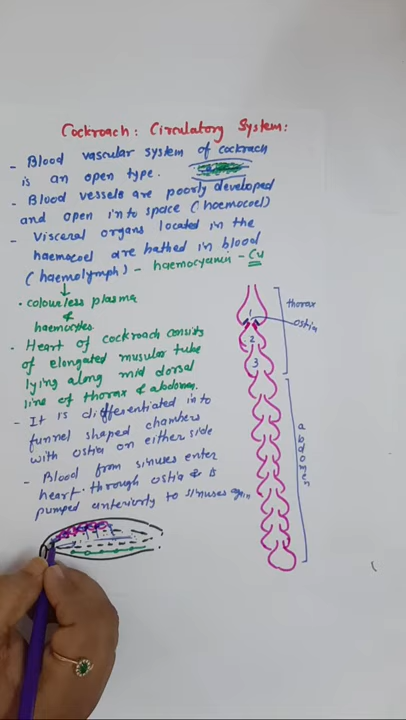 Cockroach: Circulatory System:
- Blood vascular system of cockroach
is an open type.
- Blood vessels are poorly developed
and open into space (haemocoel)
- Visceral organs located in the
haemocoel are bathed in blood
(haemolymph) - haemocyanin - Cu
• colourless plasma
&
haemocytes
- Heart of cockroach consists
of elongated musular tube
lying along mid dorsal
line of thorax & abdomen.
- It is differentiated in to
funnel shaped chambers
with ostia on either side
- Blood from sinuses enter
heart through ostia & is
pumped anteriorly to sinuses again
1
2
3
thorax
ostia
abdomen